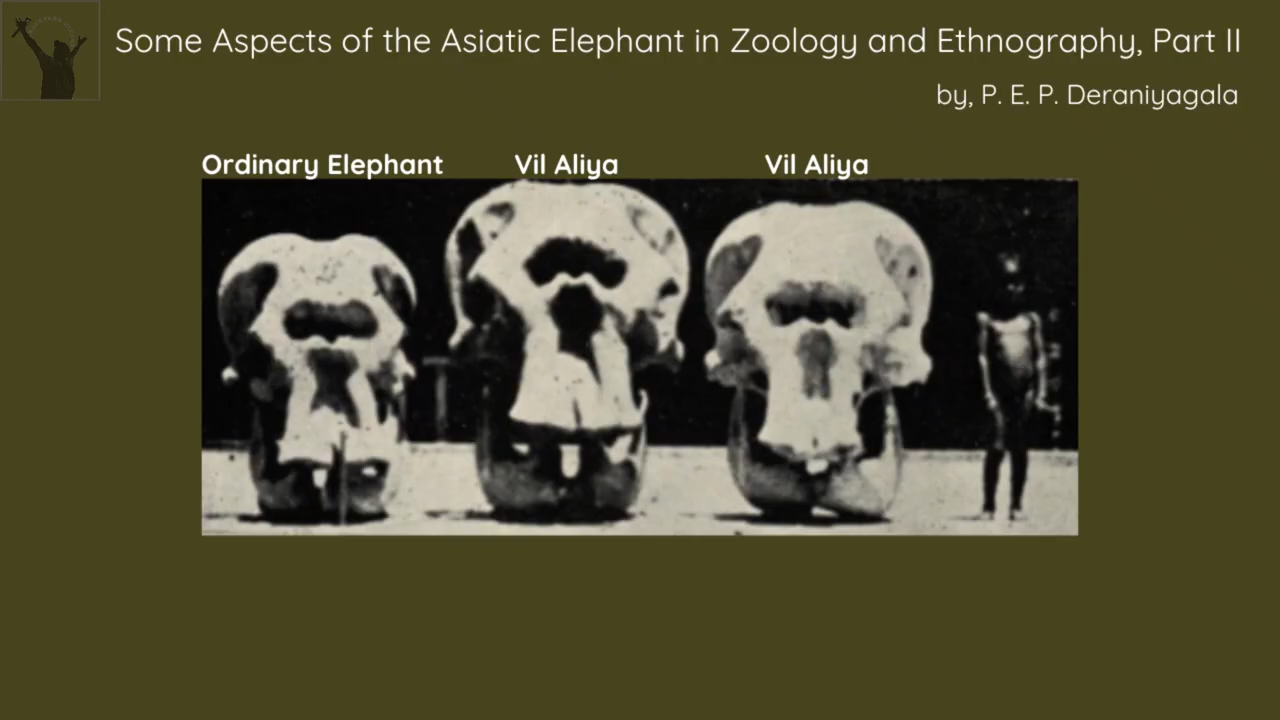 Some Aspects of the Asiatic Elephant in Zoology and Ethnography, Part II
by, P. E. P. Deraniyagala
Ordinary Elephant Vil Aliya Vil Aliya